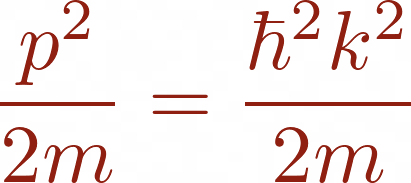 p²/2m = ħ²k²/2m